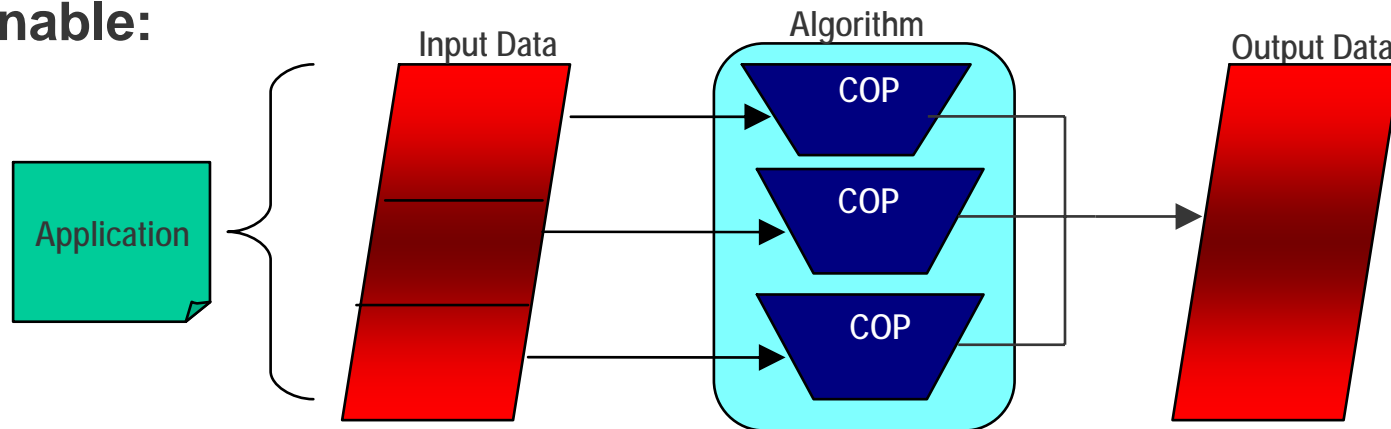 nable:
Input Data
Algorithm
Output Data
COP
Application
COP
COP